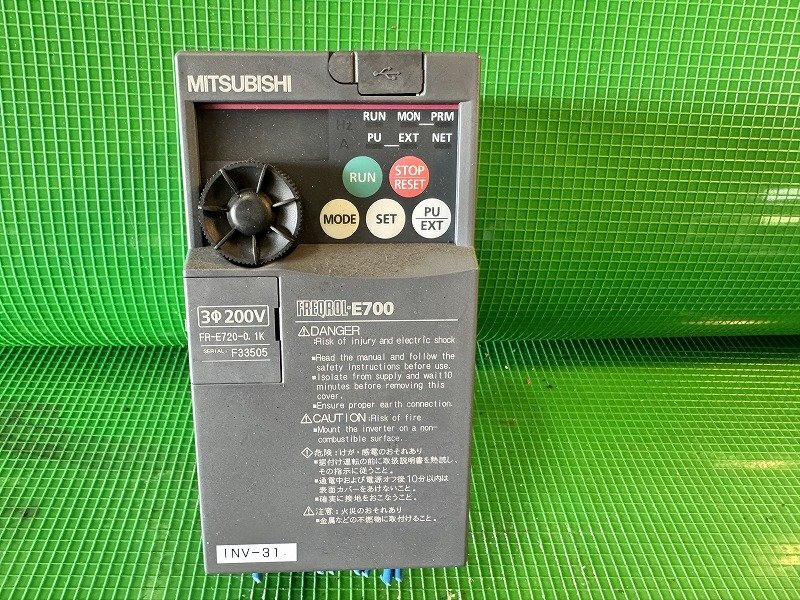 MITSUBISHI
Hz
A
RUN MON PRM
PU EXT NET
RUN
STOP
RESET
MODE
SET
PU
EXT
3Φ200V
FR-E720-0.1K
SERIAL: F33505
FREQROL-E700
⚠DANGER
:Risk of injury and electric shock
■Read the manual and follow the
safety instructions before use.
■Isolate from supply and wait10
minutes before removing this
cover.
■Ensure proper earth connection.
⚠CAUTION:Risk of fire
■Mount the inverter on a non-
combustible surface.
危険:けが・感電のおそれあり
■据付け運転の前に取扱説明書を熟読し、
その指示に従うこと。
■通電中および電源オフ後10分以内は
表面カバーをあけないこと。
■確実に接地をおこなうこと。
⚠注意:火災のおそれあり
■金属などの不燃物に取付けること。
INV-31.